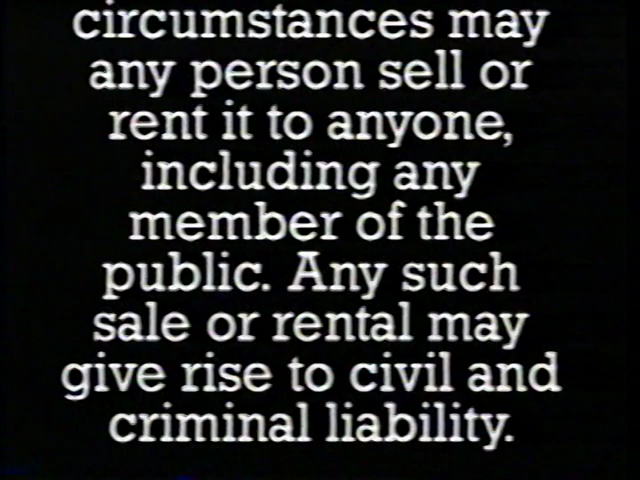 circumstances may
any person sell or
rent it to anyone,
including any
member of the
public. Any such
sale or rental may
give rise to civil and
criminal liability.